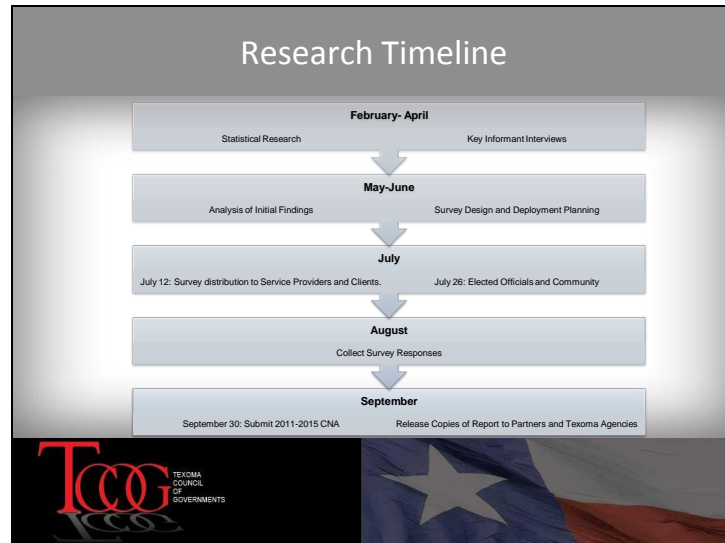 Research Timeline
February- April
Statistical Research Key Informant Interviews
May-June
Analysis of Initial Findings Survey Design and Deployment Planning
July
July 12: Survey distribution to Service Providers and Clients. July 26: Elected Officials and Community
August
Collect Survey Responses
September
September 30: Submit 2011-2015 CNA Release Copies of Report to Partners and Texoma Agencies
TCOG
TEXOMA
COUNCIL
OF
GOVERNMENTS